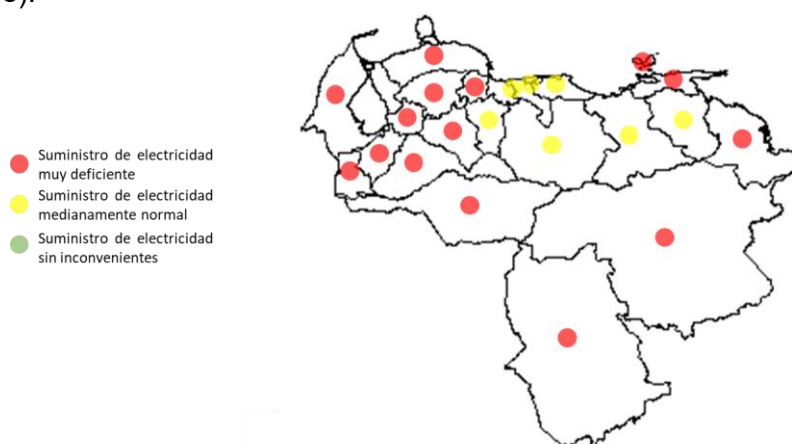 Suministro de electricidad
muy deficiente
Suministro de electricidad
medianamente normal
Suministro de electricidad
sin inconvenientes